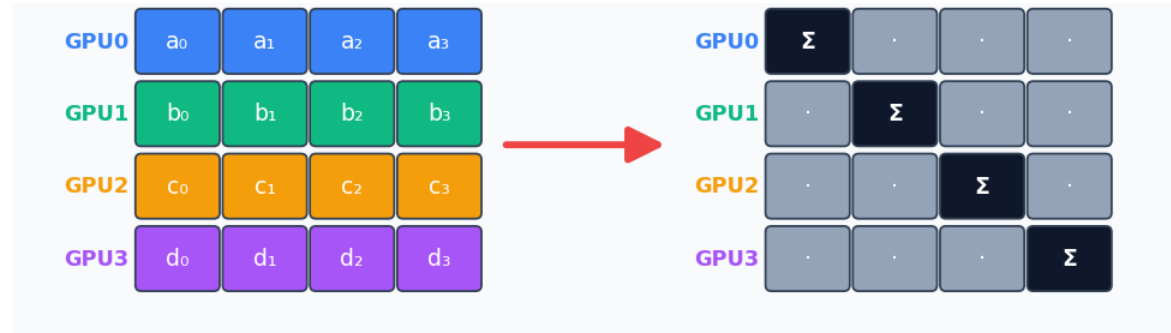 GPU0 a₀ a₁ a₂ a₃ GPU0 Σ · · ·
GPU1 b₀ b₁ b₂ b₃ GPU1 · Σ · ·
GPU2 c₀ c₁ c₂ c₃ GPU2 · · Σ ·
GPU3 d₀ d₁ d₂ d₃ GPU3 · · · Σ